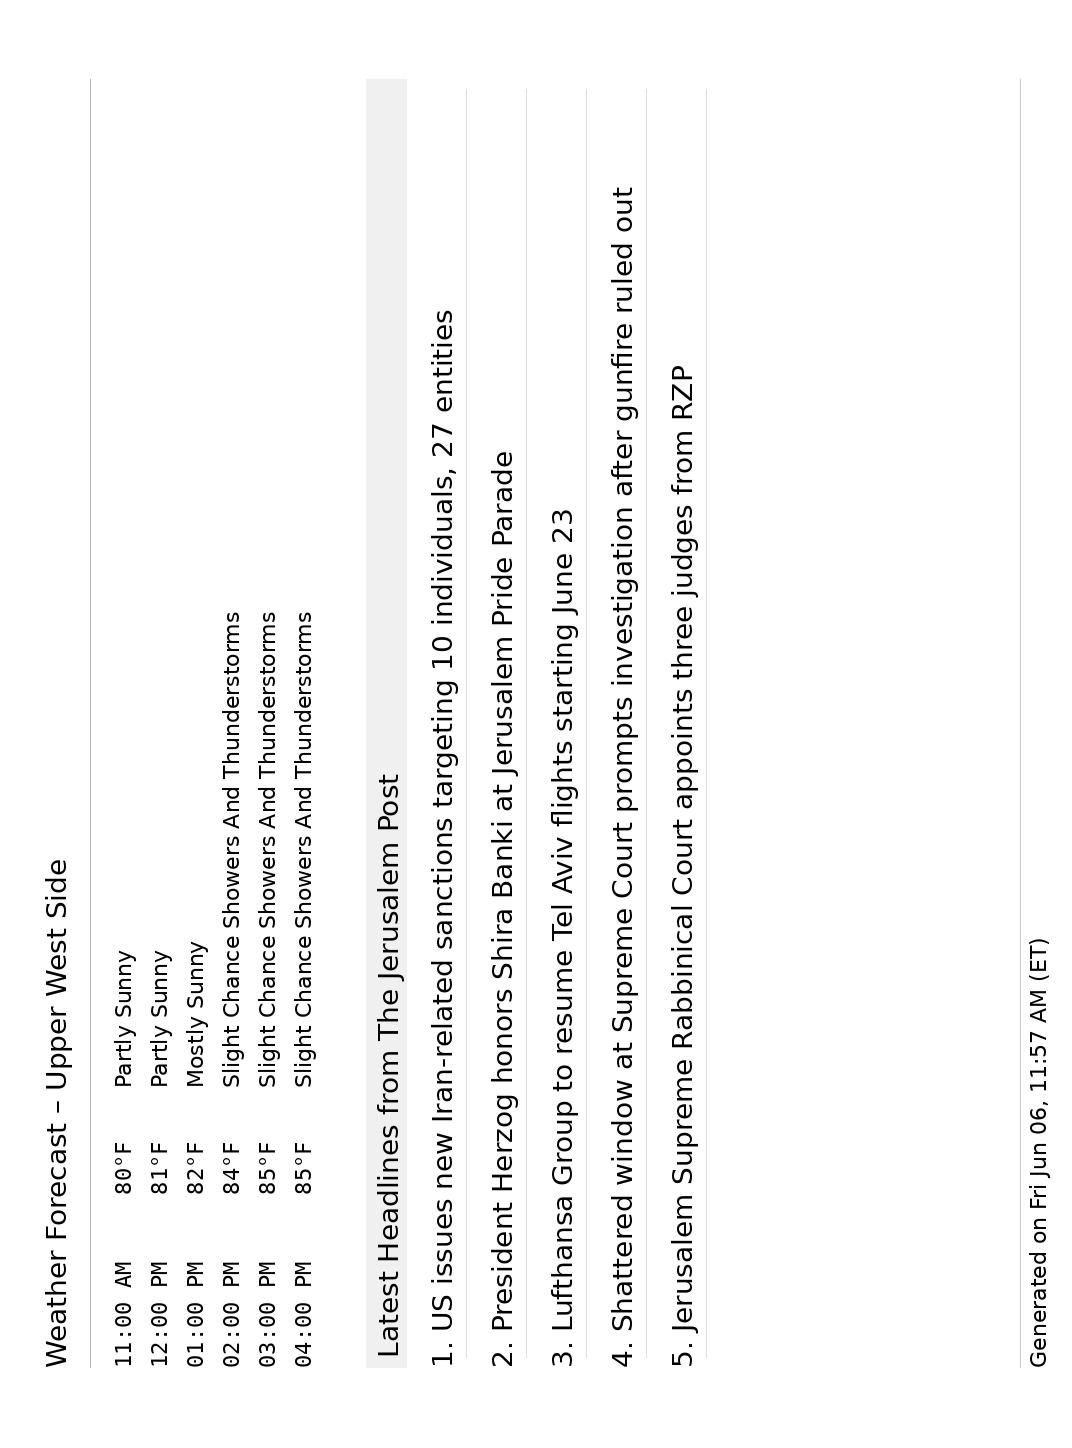 Weather Forecast – Upper West Side
11:00 AM 80°F Partly Sunny
12:00 PM 81°F Partly Sunny
01:00 PM 82°F Mostly Sunny
02:00 PM 84°F Slight Chance Showers And Thunderstorms
03:00 PM 85°F Slight Chance Showers And Thunderstorms
04:00 PM 85°F Slight Chance Showers And Thunderstorms
Latest Headlines from The Jerusalem Post
1. US issues new Iran-related sanctions targeting 10 individuals, 27 entities
2. President Herzog honors Shira Banki at Jerusalem Pride Parade
3. Lufthansa Group to resume Tel Aviv flights starting June 23
4. Shattered window at Supreme Court prompts investigation after gunfire ruled out
5. Jerusalem Supreme Rabbinical Court appoints three judges from RZP
Generated on Fri Jun 06, 11:57 AM (ET)